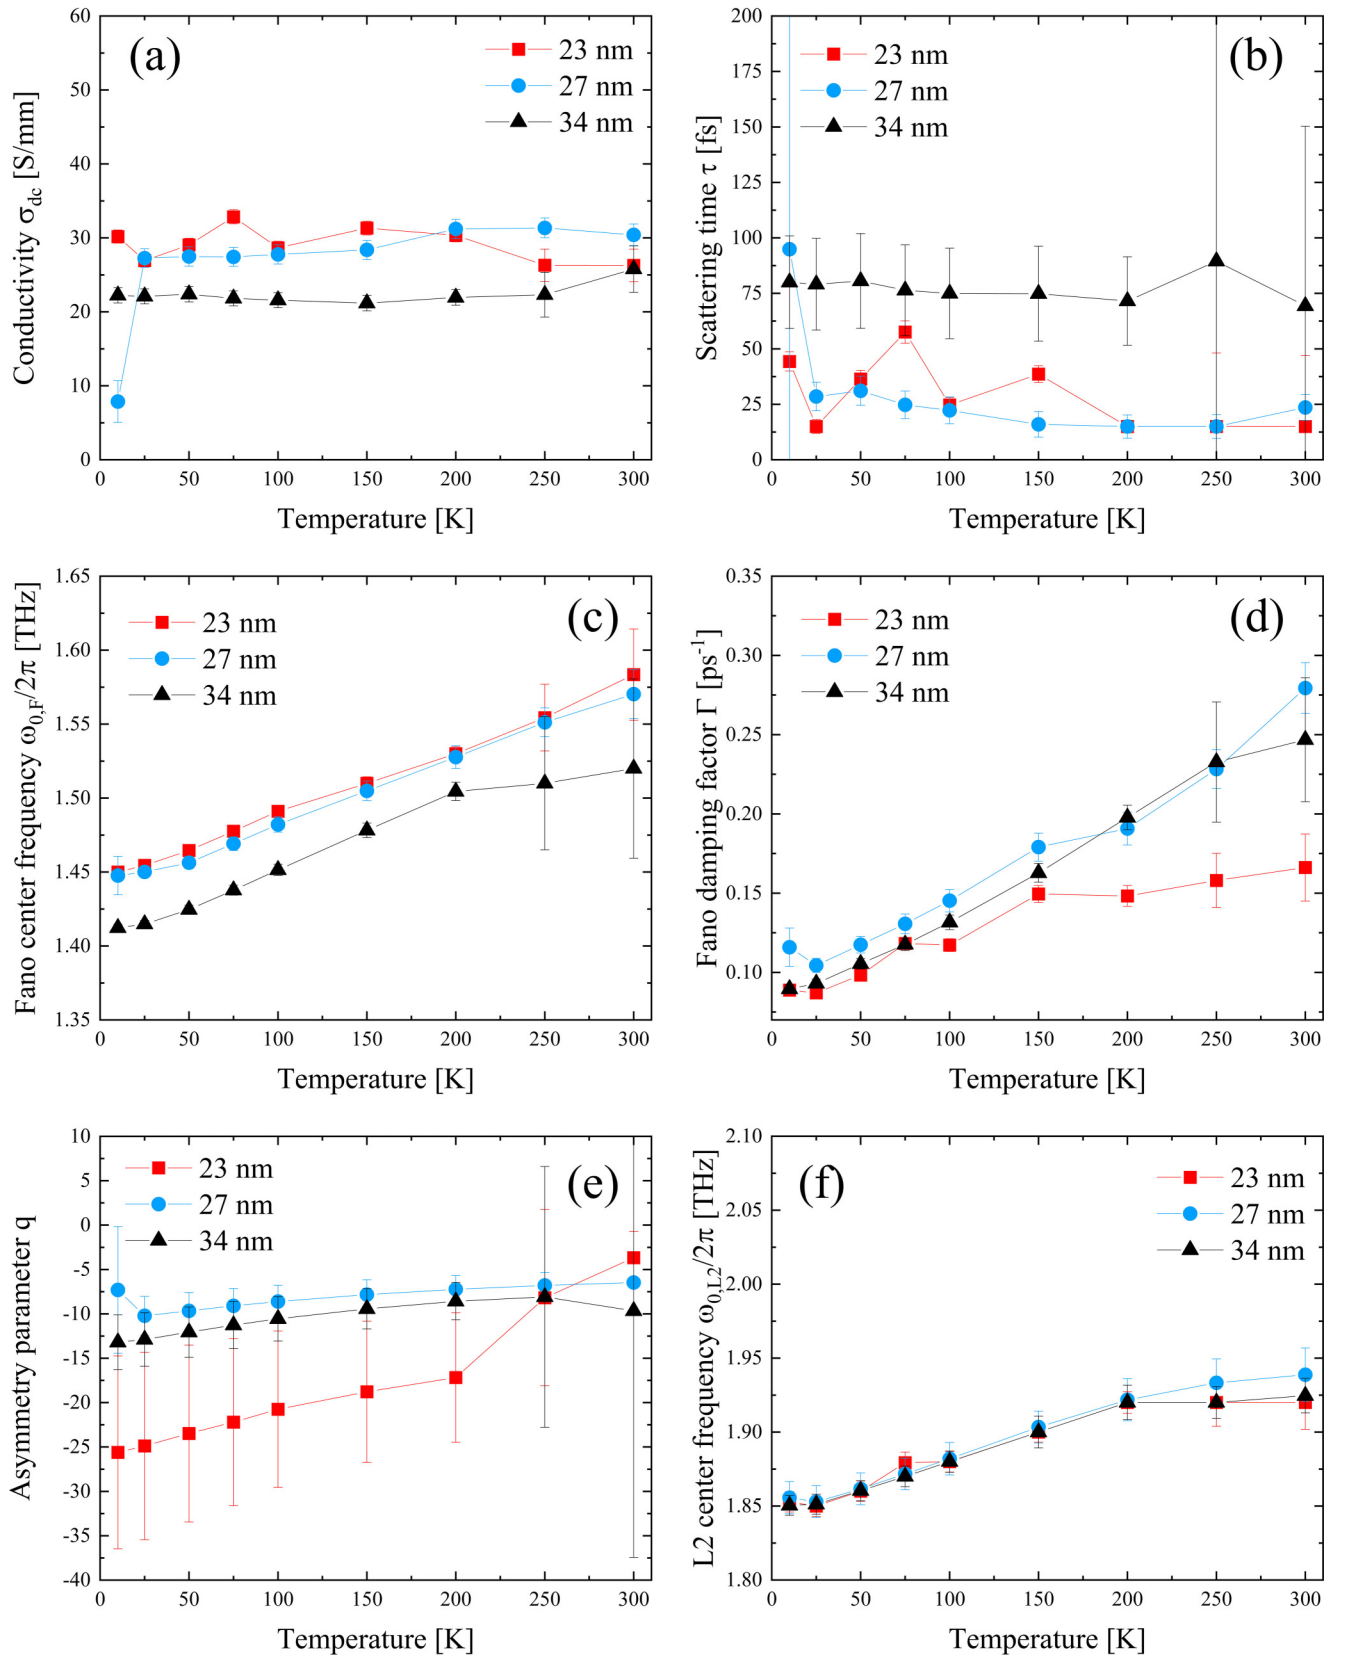 (a)
23 nm
27 nm
34 nm
Conductivity σdc [S/mm]
60
50
40
30
20
10
0
0 50 100 150 200 250 300
Temperature [K]
(b)
23 nm
27 nm
34 nm
Scattering time τ [fs]
200
175
150
125
100
75
50
25
0
0 50 100 150 200 250 300
Temperature [K]
(c)
23 nm
27 nm
34 nm
Fano center frequency ω0,F/2π [THz]
1.65
1.60
1.55
1.50
1.45
1.40
1.35
0 50 100 150 200 250 300
Temperature [K]
(d)
23 nm
27 nm
34 nm
Fano damping factor Γ [ps-1]
0.35
0.30
0.25
0.20
0.15
0.10
0 50 100 150 200 250 300
Temperature [K]
(e)
23 nm
27 nm
34 nm
Asymmetry parameter q
10
5
0
-5
-10
-15
-20
-25
-30
-35
-40
0 50 100 150 200 250 300
Temperature [K]
(f)
23 nm
27 nm
34 nm
L2 center frequency ω0,L2/2π [THz]
2.10
2.05
2.00
1.95
1.90
1.85
1.80
0 50 100 150 200 250 300
Temperature [K]